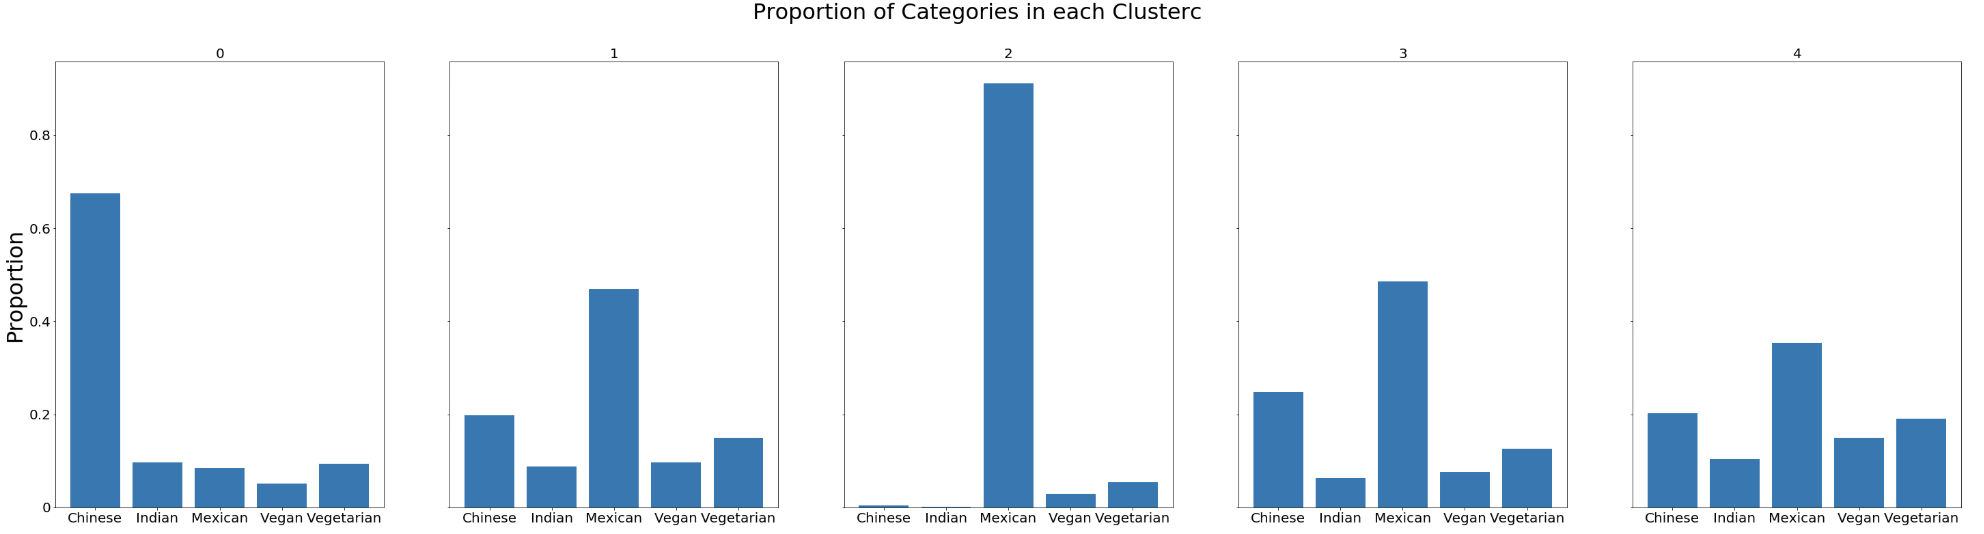 Proportion of Categories in each Clusterc
0 1 2 3 4
Proportion
0.8
0.6
0.4
0.2
0
Chinese Indian Mexican Vegan Vegetarian
Chinese Indian Mexican Vegan Vegetarian
Chinese Indian Mexican Vegan Vegetarian
Chinese Indian Mexican Vegan Vegetarian
Chinese Indian Mexican Vegan Vegetarian